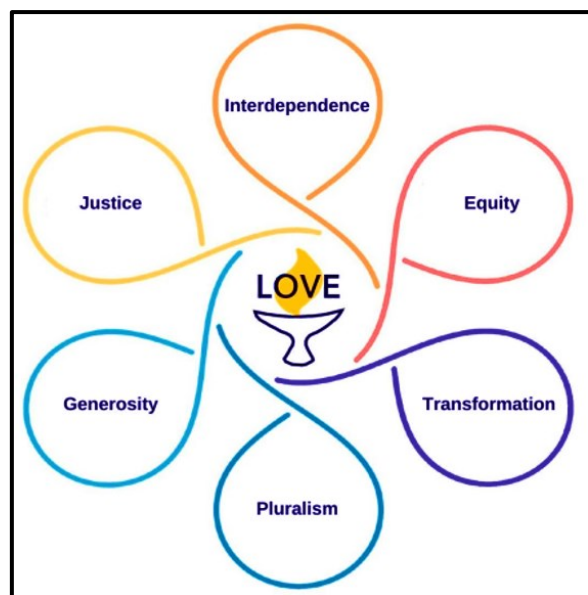 Interdependence
Justice
Equity
LOVE
Generosity
Transformation
Pluralism